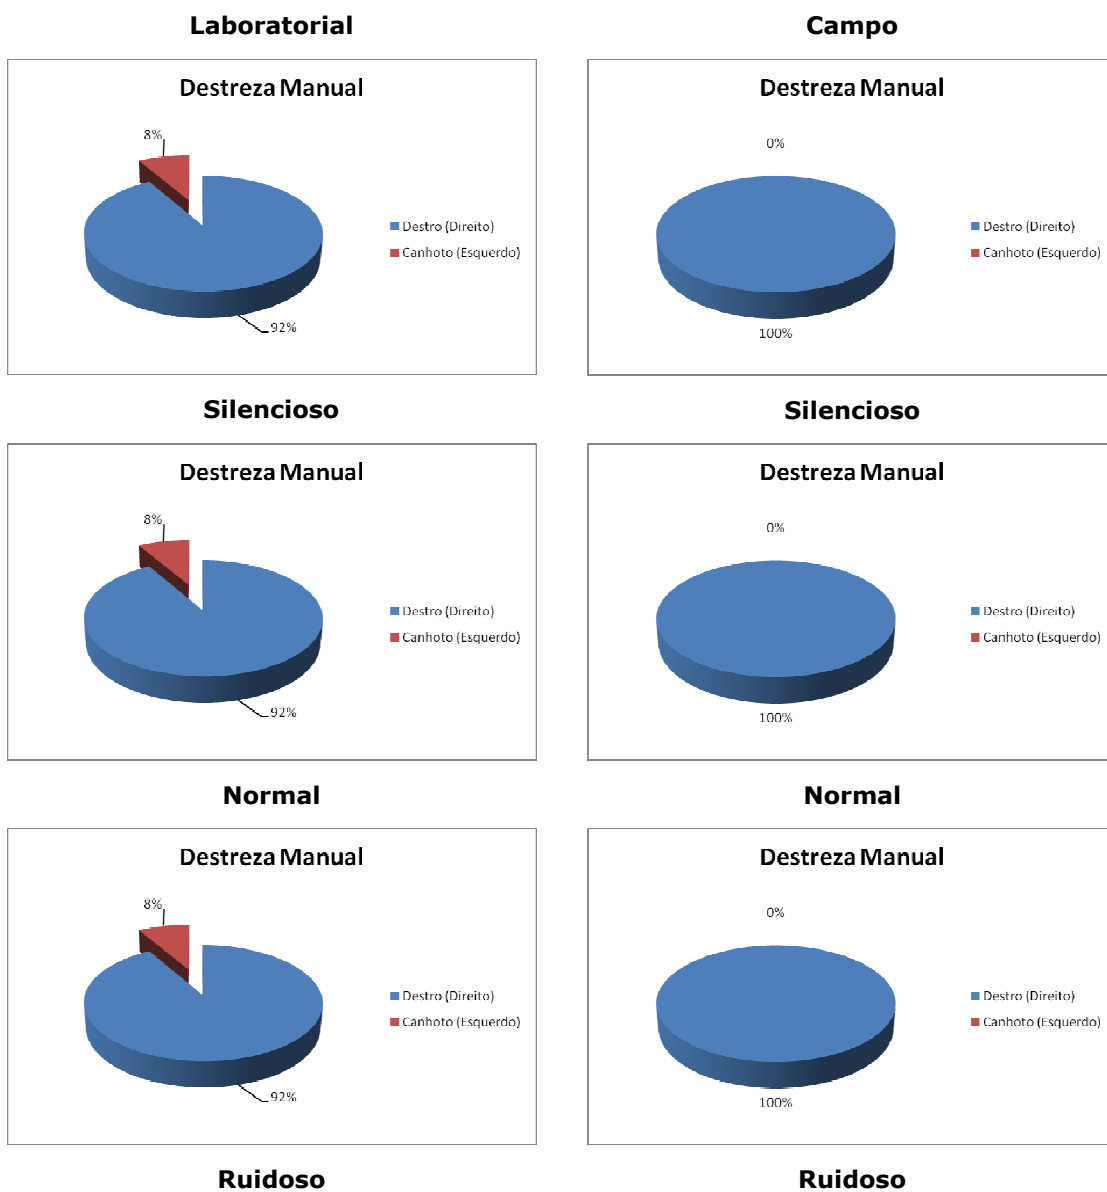 Laboratorial
Campo
Destreza Manual
8%
Destro (Direito)
Canhoto (Esquerdo)
92%
Destreza Manual
0%
Destro (Direito)
Canhoto (Esquerdo)
100%
Silencioso
Silencioso
Destreza Manual
8%
Destro (Direito)
Canhoto (Esquerdo)
92%
Destreza Manual
0%
Destro (Direito)
Canhoto (Esquerdo)
100%
Normal
Normal
Destreza Manual
8%
Destro (Direito)
Canhoto (Esquerdo)
92%
Destreza Manual
0%
Destro (Direito)
Canhoto (Esquerdo)
100%
Ruidoso
Ruidoso